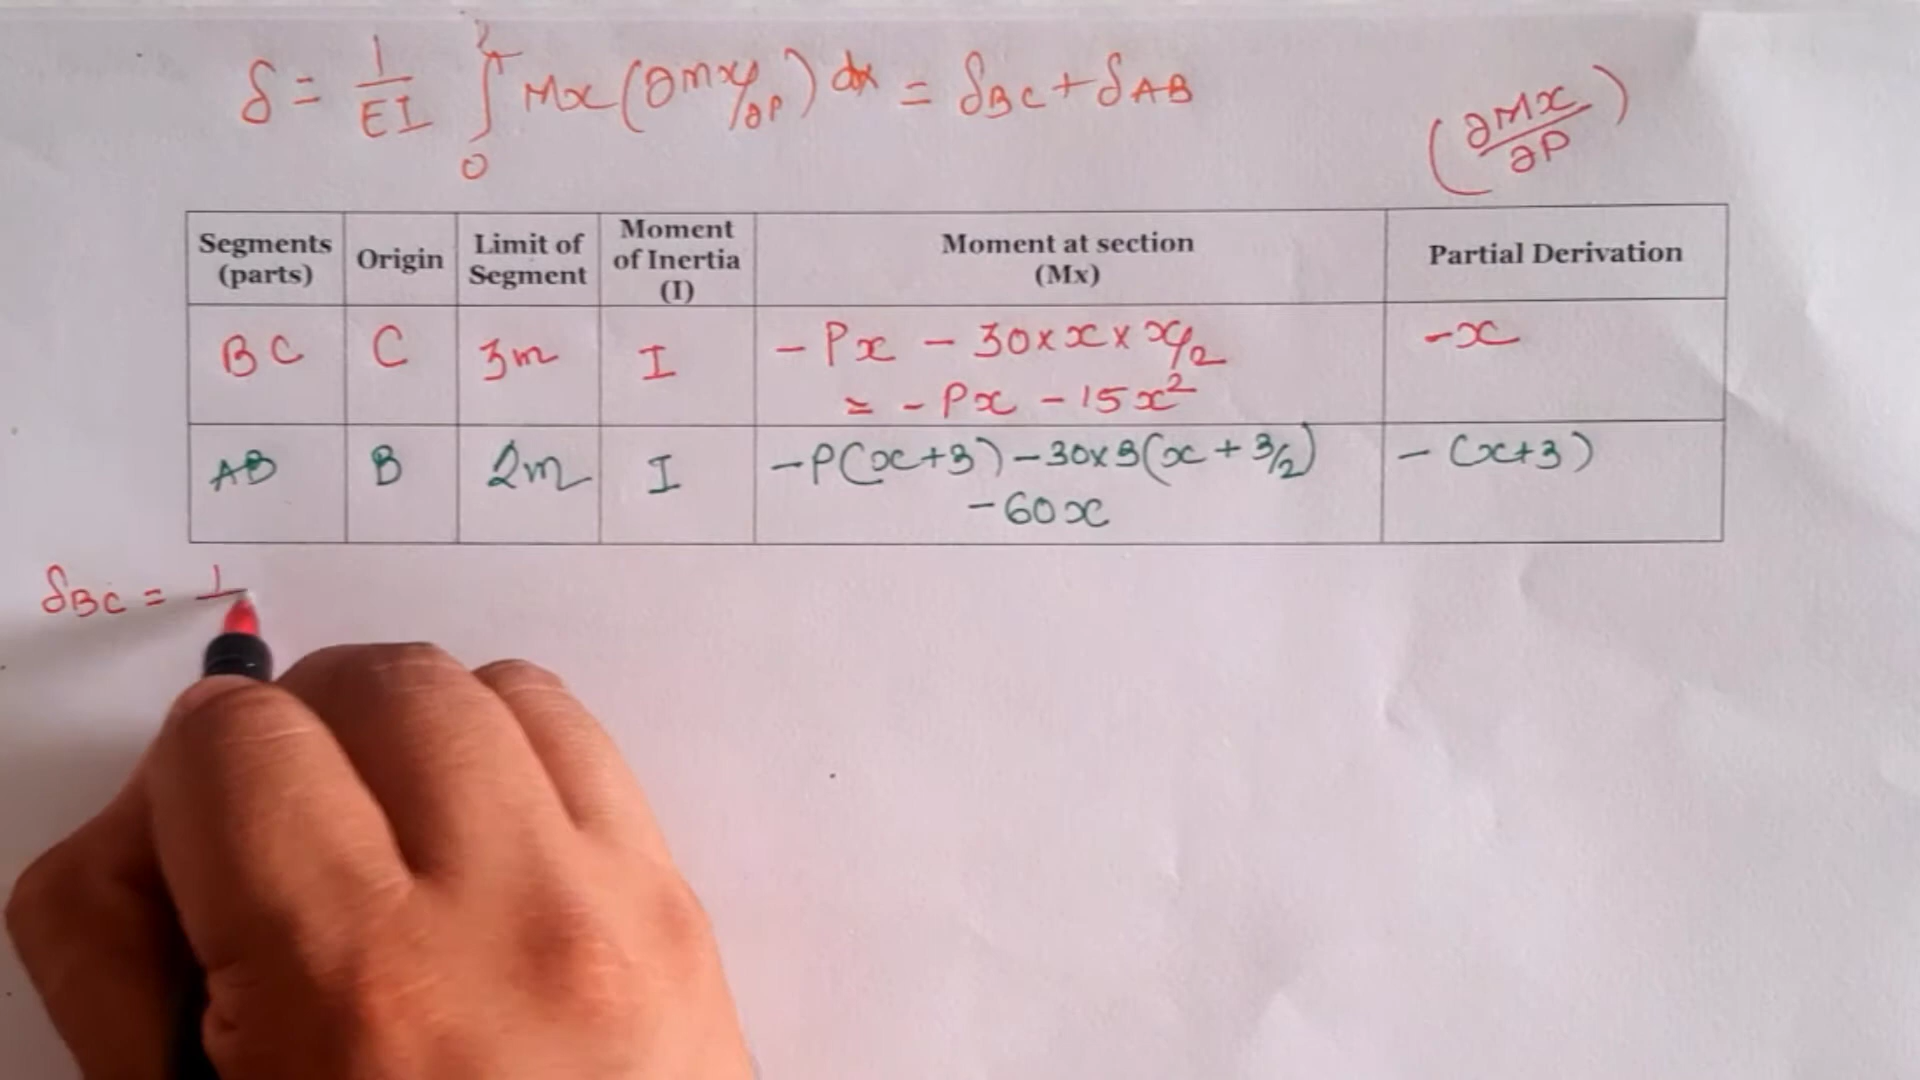 δ = 1/EI ∫₀ᴸ Mx (∂Mx/∂P) dx = δBC + δAB
(∂Mx/∂P)
Segments (parts) Origin Limit of Segment Moment of Inertia (I) Moment at section (Mx) Partial Derivation
BC C 3m I - Px - 30 × x × x/2 -x
= - Px - 15x²
AB B 2m I -P(x+3) - 30×3(x + 3/2) - (x+3)
- 60x
δBC = 1